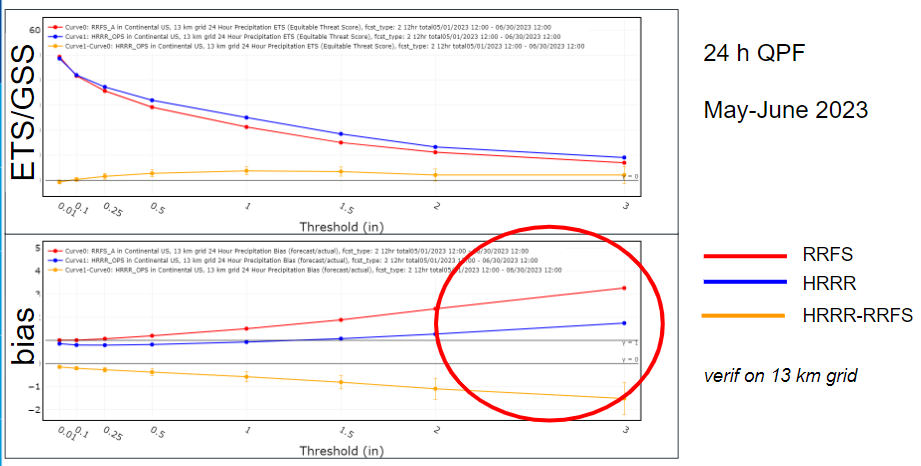 ETS/GSS
60
Curve0: RRFS_A in Continental US, 13 km grid 24 Hour Precipitation ETS (Equitable Threat Score), fcst_type: 2 12hr total05/01/2023 12:00 - 06/30/2023 12:00
Curve1: HRRR_OPS in Continental US, 13 km grid 24 Hour Precipitation ETS (Equitable Threat Score), fcst_type: 2 12hr total05/01/2023 12:00 - 06/30/2023 12:00
Curve1-Curve0: HRRR_OPS in Continental US, 13 km grid 24 Hour Precipitation ETS (Equitable Threat Score), fcst_type: 2 12hr total05/01/2023 12:00 - 06/30/2023 12:00
y = 0
0.01 0.1 0.25 0.5 1 1.5 2 3
Threshold (in)
bias
5
4
−1
−2
Curve0: RRFS_A in Continental US, 13 km grid 24 Hour Precipitation Bias (forecast/actual), fcst_type: 2 12hr total05/01/2023 12:00 - 06/30/2023 12:00
Curve1: HRRR_OPS in Continental US, 13 km grid 24 Hour Precipitation Bias (forecast/actual), fcst_type: 2 12hr total05/01/2023 12:00 - 06/30/2023 12:00
Curve1-Curve0: HRRR_OPS in Continental US, 13 km grid 24 Hour Precipitation Bias (forecast/actual), fcst_type: 2 12hr total05/01/2023 12:00 - 06/30/2023 12:00
y = 1
y = 0
0.01 0.1 0.25 0.5 1 1.5 2 3
Threshold (in)
24 h QPF
May-June 2023
RRFS
HRRR
HRRR-RRFS
verif on 13 km grid